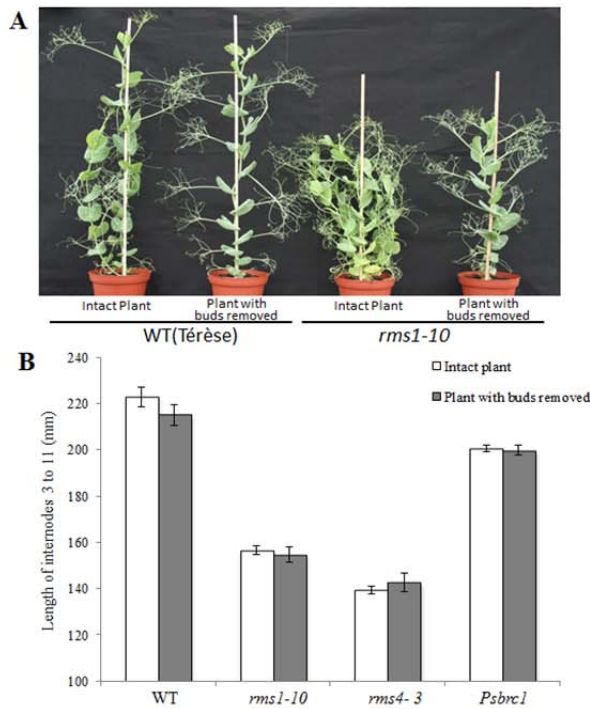 A
Intact Plant
Plant with
buds removed
Intact Plant
Plant with
buds removed
WT(Térèse)
rms1-10
B
240
220
200
180
160
140
120
100
Length of internodes 3 to 11 (mm)
Intact plant
Plant with buds removed
WT
rms1-10
rms4- 3
Psbrc1